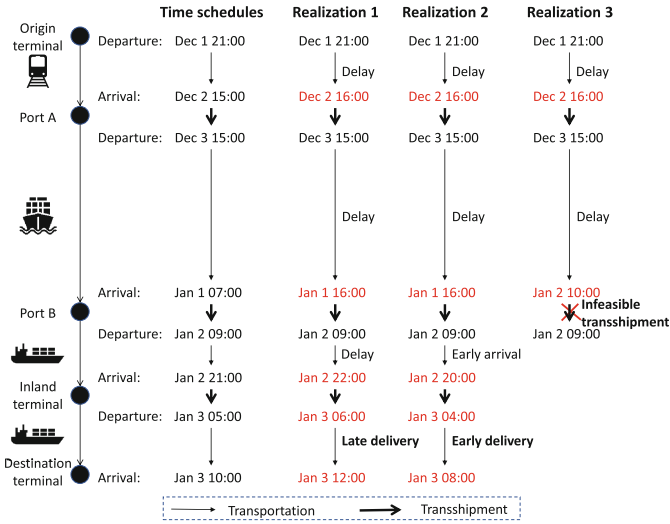 Time schedules Realization 1 Realization 2 Realization 3
Origin
terminal
Departure: Dec 1 21:00 Dec 1 21:00 Dec 1 21:00 Dec 1 21:00
Delay Delay Delay
Arrival: Dec 2 15:00 Dec 2 16:00 Dec 2 16:00 Dec 2 16:00
Port A
Departure: Dec 3 15:00 Dec 3 15:00 Dec 3 15:00 Dec 3 15:00
Delay Delay Delay
Arrival: Jan 1 07:00 Jan 1 16:00 Jan 1 16:00 Jan 2 10:00
Port B
Infeasible
transshipment
Departure: Jan 2 09:00 Jan 2 09:00 Jan 2 09:00 Jan 2 09:00
Delay Early arrival
Arrival: Jan 2 21:00 Jan 2 22:00 Jan 2 20:00
Inland
terminal
Departure: Jan 3 05:00 Jan 3 06:00 Jan 3 04:00
Late delivery Early delivery
Destination
terminal
Arrival: Jan 3 10:00 Jan 3 12:00 Jan 3 08:00
Transportation Transshipment